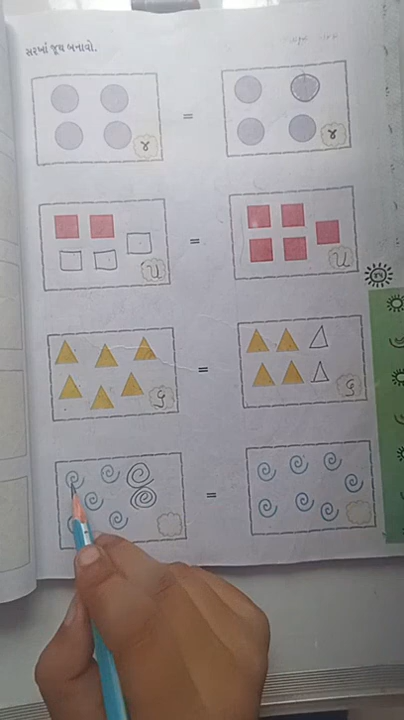 સરખાં જૂથ બનાવો.
૪ = ૪
૫ = ૫
૬ = ૬
=